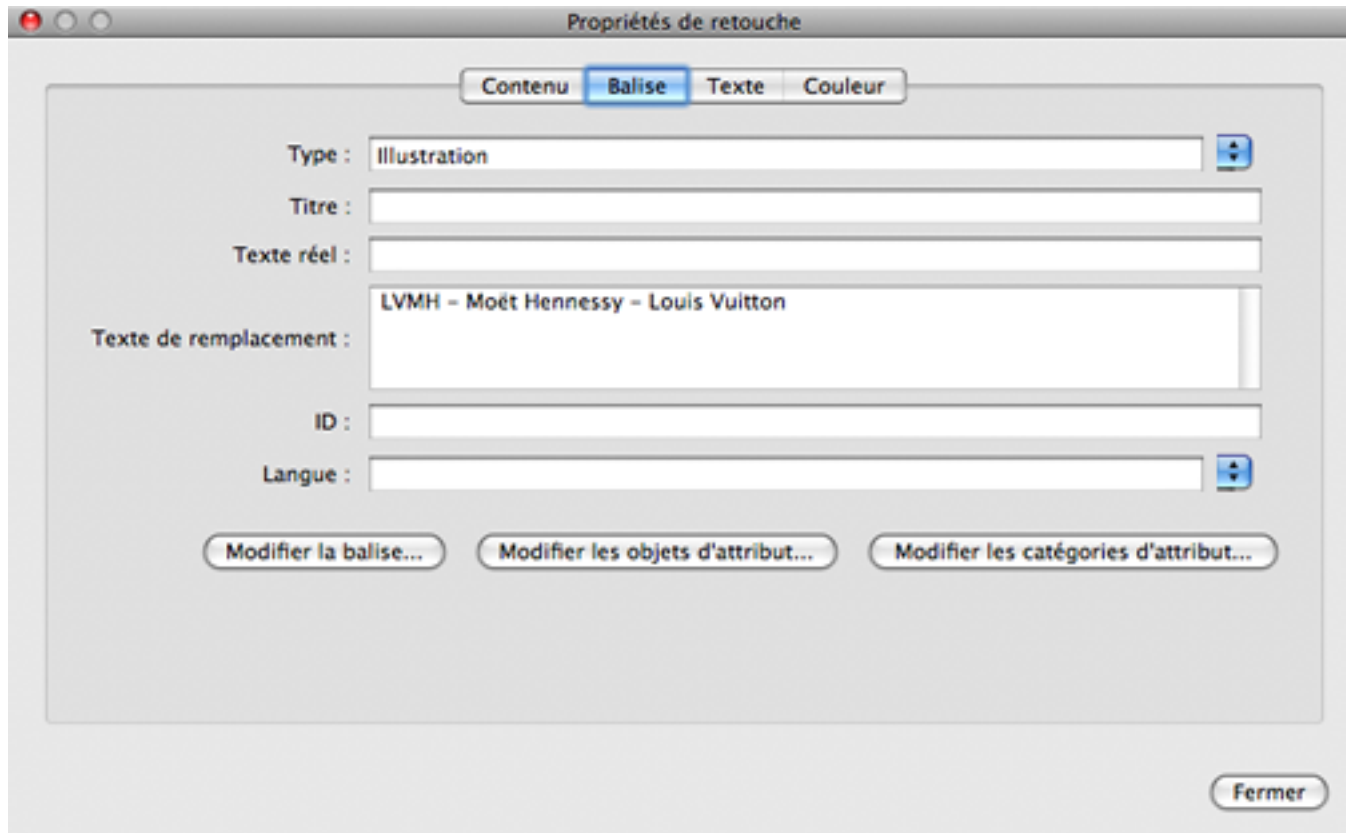 Propriétés de retouche
Contenu Balise Texte Couleur
Type : Illustration
Titre :
Texte réel :
Texte de remplacement : LVMH – Moët Hennessy – Louis Vuitton
ID :
Langue :
Modifier la balise... Modifier les objets d'attribut... Modifier les catégories d'attribut...
Fermer